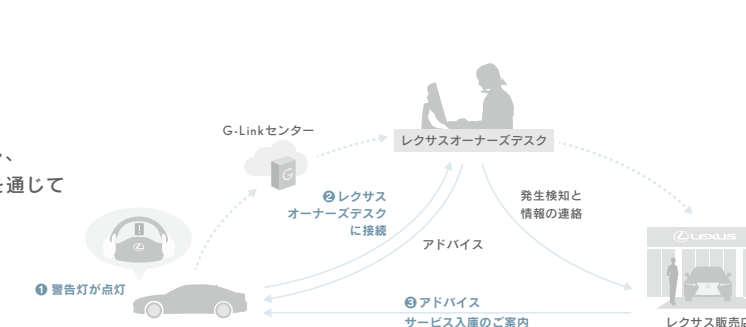 G-Linkセンター
レクサスオーナーズデスク
、
を通じて
❷レクサス
オーナーズデスク
に接続
発生検知と
情報の連絡
アドバイス
LEXUS
❶ 警告灯が点灯
❸アドバイス
サービス入庫のご案内
レクサス販売店